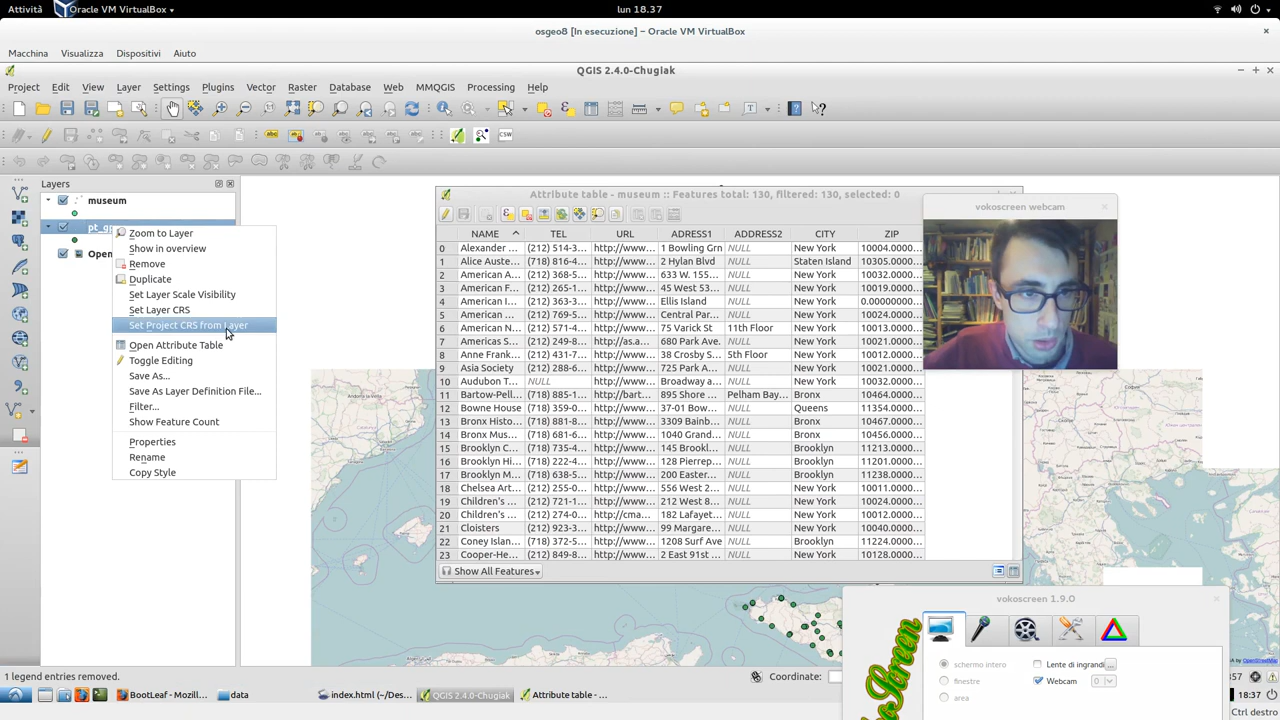 Attività Oracle VM VirtualBox lun 18.37
osgeo8 [In esecuzione] – Oracle VM VirtualBox
Macchina Visualizza Dispositivi Aiuto
QGIS 2.4.0-Chugiak
Project Edit View Layer Settings Plugins Vector Raster Database Web MMQGIS Processing Help
CSW
Layers
museum
Open
Zoom to Layer
Show in overview
Remove
Duplicate
Set Layer Scale Visibility
Set Layer CRS
Set Project CRS from Layer
Open Attribute Table
Toggle Editing
Save As...
Save As Layer Definition File...
Filter...
Show Feature Count
Properties
Rename
Copy Style
Attribute table - museum :: Features total: 130, filtered: 130, selected: 0
NAME TEL URL ADRESS1 ADDRESS2 CITY ZIP
0 Alexander ... (212) 514-3... http://www... 1 Bowling Grn NULL New York 10004.0000...
1 Alice Auste... (718) 816-4... http://www... 2 Hylan Blvd NULL Staten Island 10305.0000...
2 American A... (212) 368-5... http://www... 633 W. 155... NULL New York 10032.0000...
3 American ... (212) 265-1... http://www... 45 West 53... NULL New York 10019.0000...
4 American I... (212) 363-3... http://www... Ellis Island NULL New York 0.00000000...
5 American ... (212) 769-5... http://www... Central Par... NULL New York 10024.0000...
6 American N... (212) 571-4... http://www... 75 Varick St 11th Floor New York 10013.0000...
7 Americas S... (212) 249-8... http://as.a... 680 Park Ave. NULL New York 10021.0000...
8 Anne Frank... (212) 431-7... http://www... 38 Crosby S... 5th Floor New York 10012.0000...
9 Asia Society (212) 288-6... http://www... 725 Park A... NULL New York 10021.0000...
10 Audubon T... NULL http://www... Broadway a... NULL New York 10032.0000...
11 Bartow-Pell... (718) 885-1... http://bart... 895 Shore ... Pelham Bay... Bronx 10464.0000...
12 Bowne House (718) 359-0... http://www... 37-01 Bow... NULL Queens 11354.0000...
13 Bronx Histo... (718) 881-8... http://www... 3309 Bainb... NULL Bronx 10467.0000...
14 Bronx Mus... (718) 681-6... http://www... 1040 Grand... NULL Bronx 10456.0000...
15 Brooklyn C... (718) 735-4... http://www... 145 Brookl... NULL Brooklyn 11213.0000...
16 Brooklyn Hi... (718) 222-4... http://www... 128 Pierrep... NULL Brooklyn 11201.0000...
17 Brooklyn M... (718) 638-5... http://www... 200 Easter... NULL Brooklyn 11238.0000...
18 Chelsea Art... (212) 255-0... http://www... 556 West 2... NULL New York 10011.0000...
19 Children's ... (212) 721-1... http://www... 212 West 8... NULL New York 10024.0000...
20 Children's ... (212) 274-0... http://cma... 182 Lafayet... NULL New York 10012.0000...
21 Cloisters (212) 923-3... http://www... 99 Margare... NULL New York 10040.0000...
22 Coney Islan... (718) 372-5... http://www... 1208 Surf Ave NULL Brooklyn 11224.0000...
23 Cooper-He... (212) 849-8... http://www... 2 East 91st ... NULL New York 10128.0000...
Show All Features
vokoscreen webcam
vokoscreen 1.9.0
vokoscreen
schermo intero Lente di ingrandi ...
finestre Webcam 0
area
1 legend entries removed. Coordinate:
BootLeaf - Mozill... data index.html (~/Des... QGIS 2.4.0-Chugiak Attribute table - ... 18:37
Ctrl destro